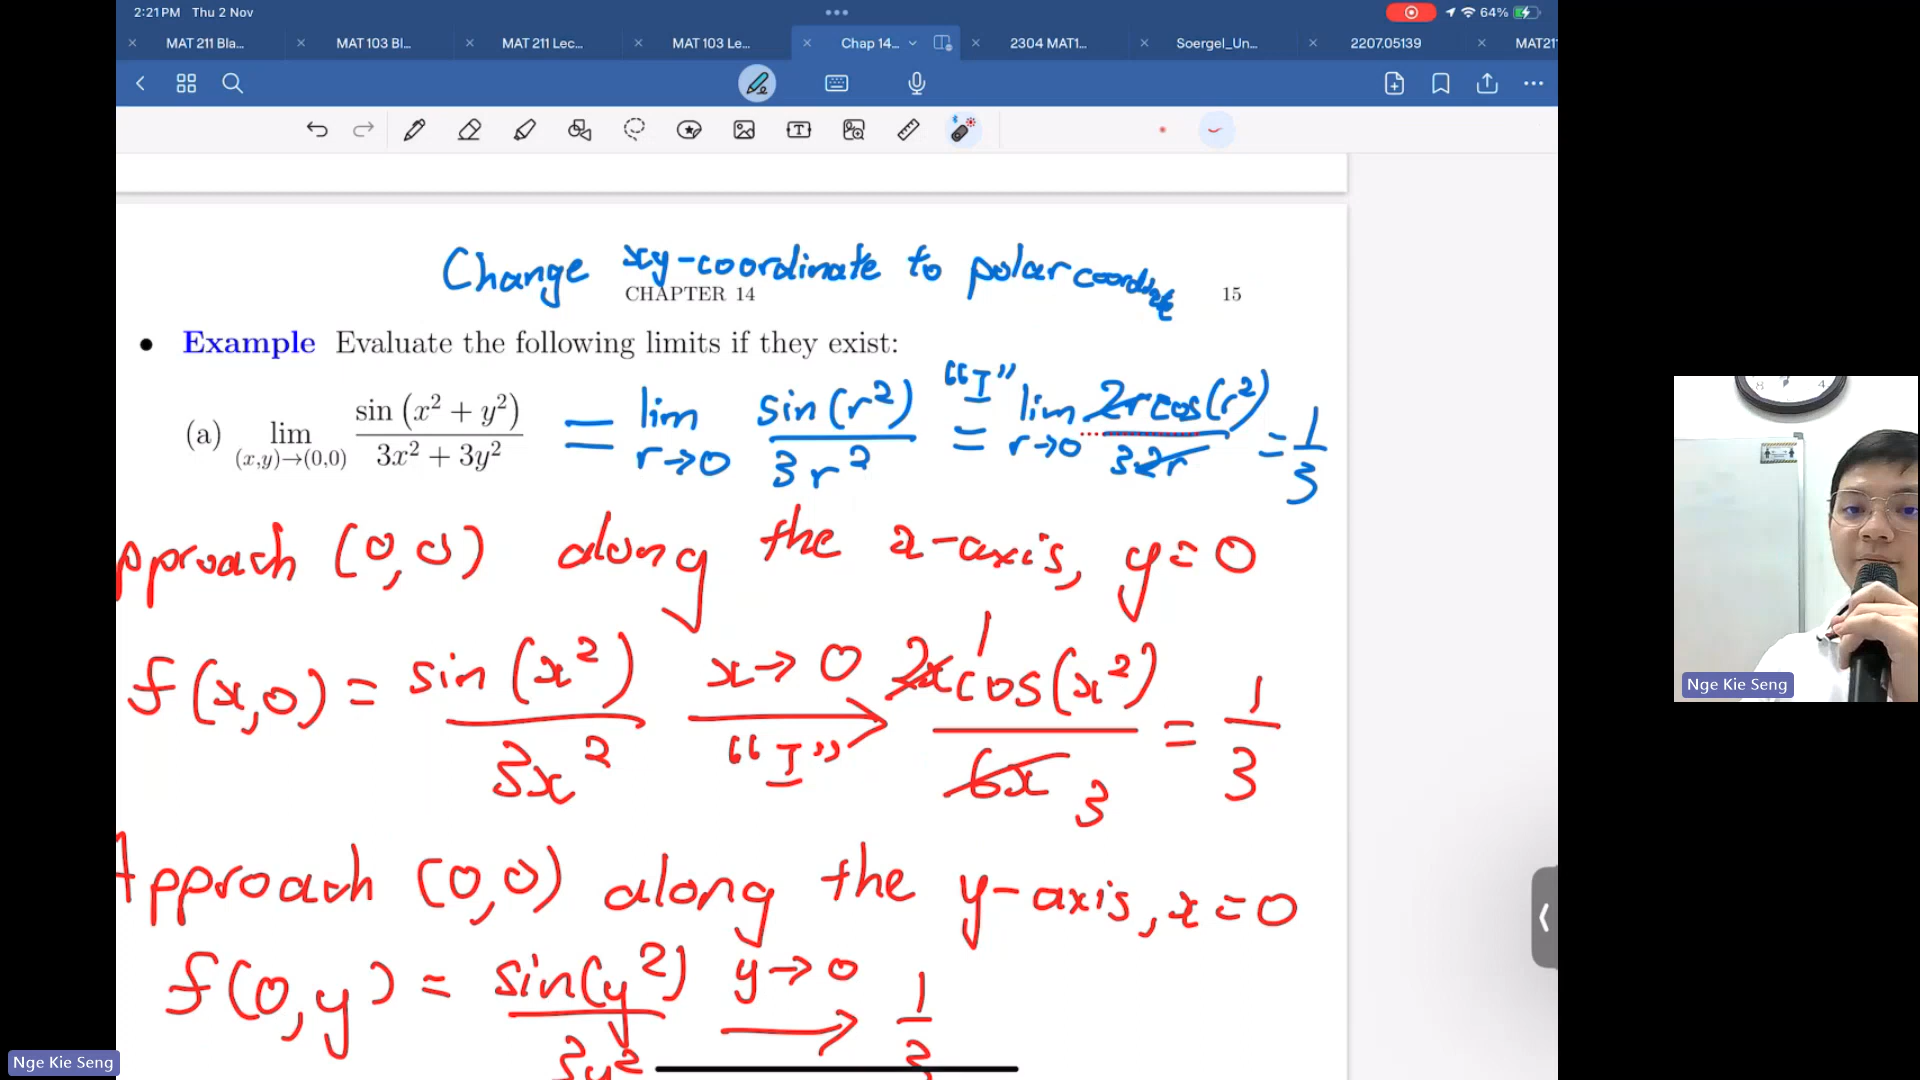 2:21PM Thu 2 Nov
64%
MAT 211 Bla...
MAT 103 Bl...
MAT 211 Lec...
MAT 103 Le...
Chap 14...
2304 MAT1...
Soergel_Un...
2207.05139
MAT21
Change xy-coordinate to polar coordinate
CHAPTER 14 15
• Example Evaluate the following limits if they exist:
(a) lim (x,y)→(0,0) sin (x² + y²) / 3x² + 3y² = lim r→0 sin(r²) / 3r² "I" = lim r→0 2r cos(r²) / 3·2r = 1/3
pproach (0,0) along the x-axis, y=0
f(x,0) = sin(x²) / 3x² x→0 "I" 2x cos(x²) / 6x 1 3 = 1/3
Approach (0,0) along the y-axis, x=0
f(0,y) = sin(y²) / 3y² y→0 1/3
Nge Kie Seng
Nge Kie Seng